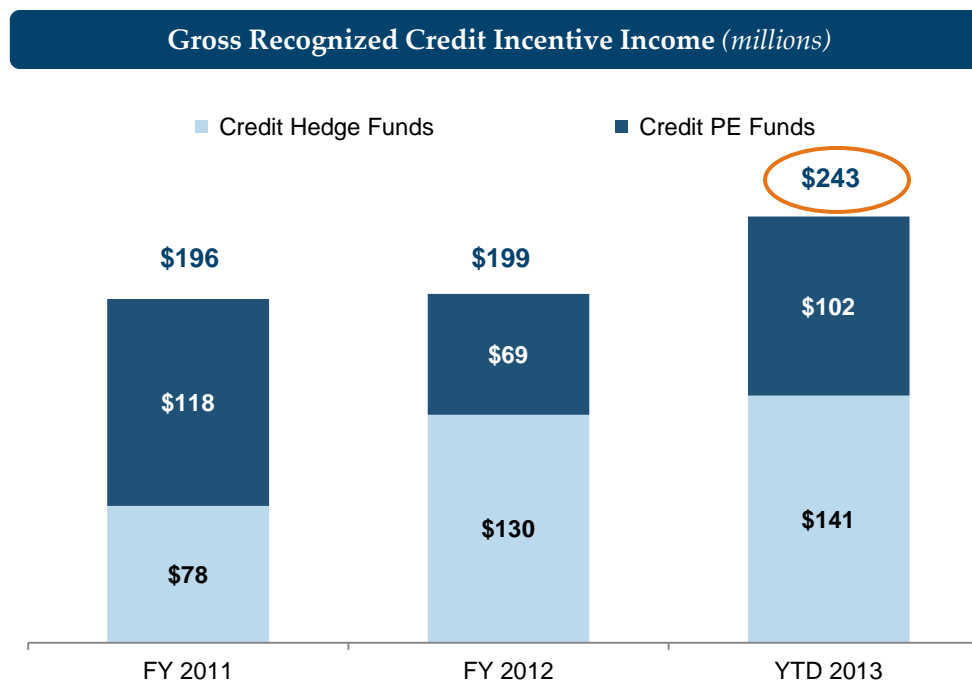 Gross Recognized Credit Incentive Income (millions)
Credit Hedge Funds Credit PE Funds
$243
$196 $199
$102
$69
$118
$141
$130
$78
FY 2011 FY 2012 YTD 2013